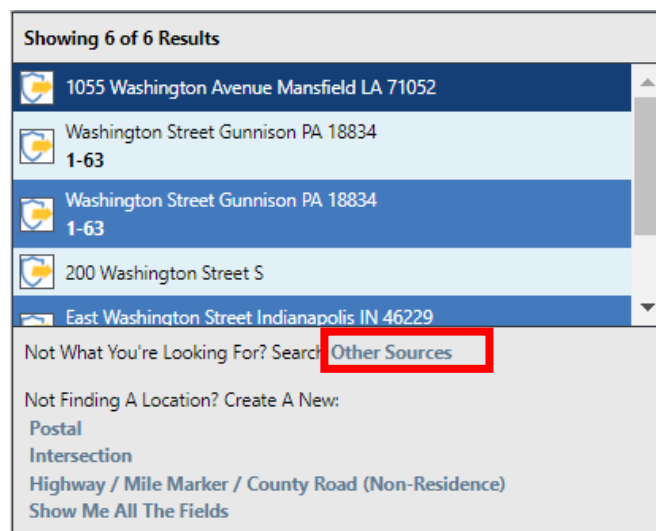 Showing 6 of 6 Results
1055 Washington Avenue Mansfield LA 71052
Washington Street Gunnison PA 18834
1-63
Washington Street Gunnison PA 18834
1-63
200 Washington Street S
East Washington Street Indianapolis IN 46229
Not What You're Looking For? Search Other Sources
Not Finding A Location? Create A New:
Postal
Intersection
Highway / Mile Marker / County Road (Non-Residence)
Show Me All The Fields